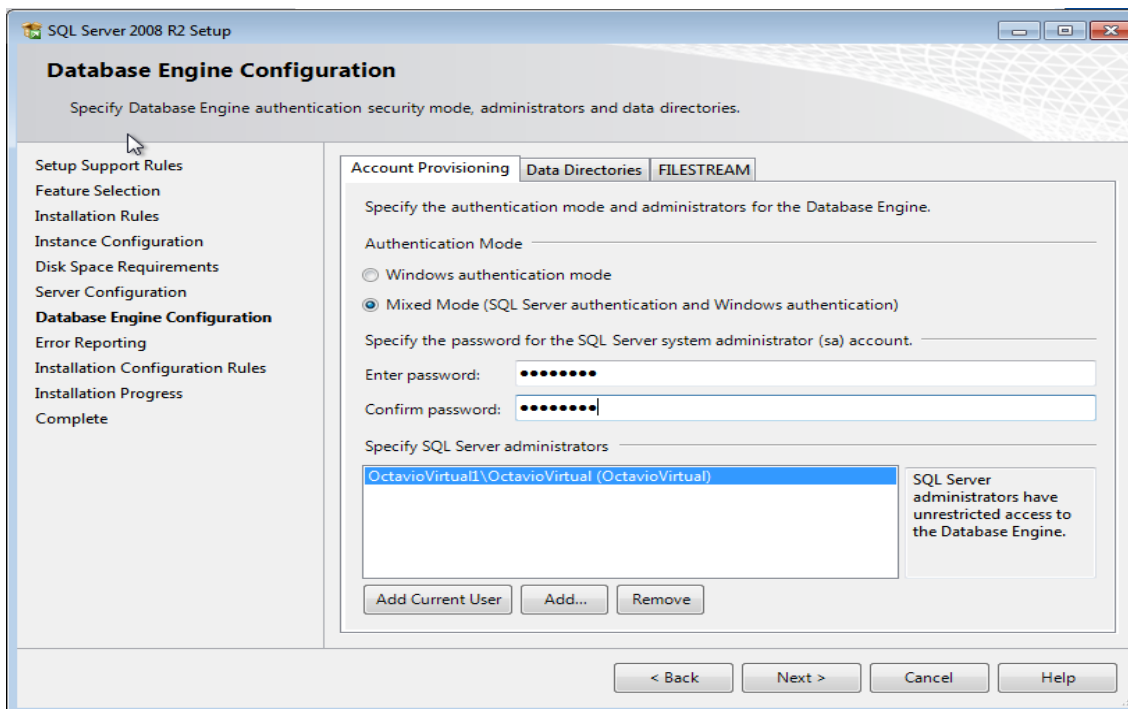 SQL Server 2008 R2 Setup
Database Engine Configuration
Specify Database Engine authentication security mode, administrators and data directories.
Setup Support Rules
Feature Selection
Installation Rules
Instance Configuration
Disk Space Requirements
Server Configuration
Database Engine Configuration
Error Reporting
Installation Configuration Rules
Installation Progress
Complete
Account Provisioning Data Directories FILESTREAM
Specify the authentication mode and administrators for the Database Engine.
Authentication Mode
Windows authentication mode
Mixed Mode (SQL Server authentication and Windows authentication)
Specify the password for the SQL Server system administrator (sa) account.
Enter password: ●●●●●●●●
Confirm password: ●●●●●●●●
Specify SQL Server administrators
OctavioVirtual1\OctavioVirtual (OctavioVirtual)
SQL Server
administrators have
unrestricted access to
the Database Engine.
Add Current User Add... Remove
< Back Next > Cancel Help